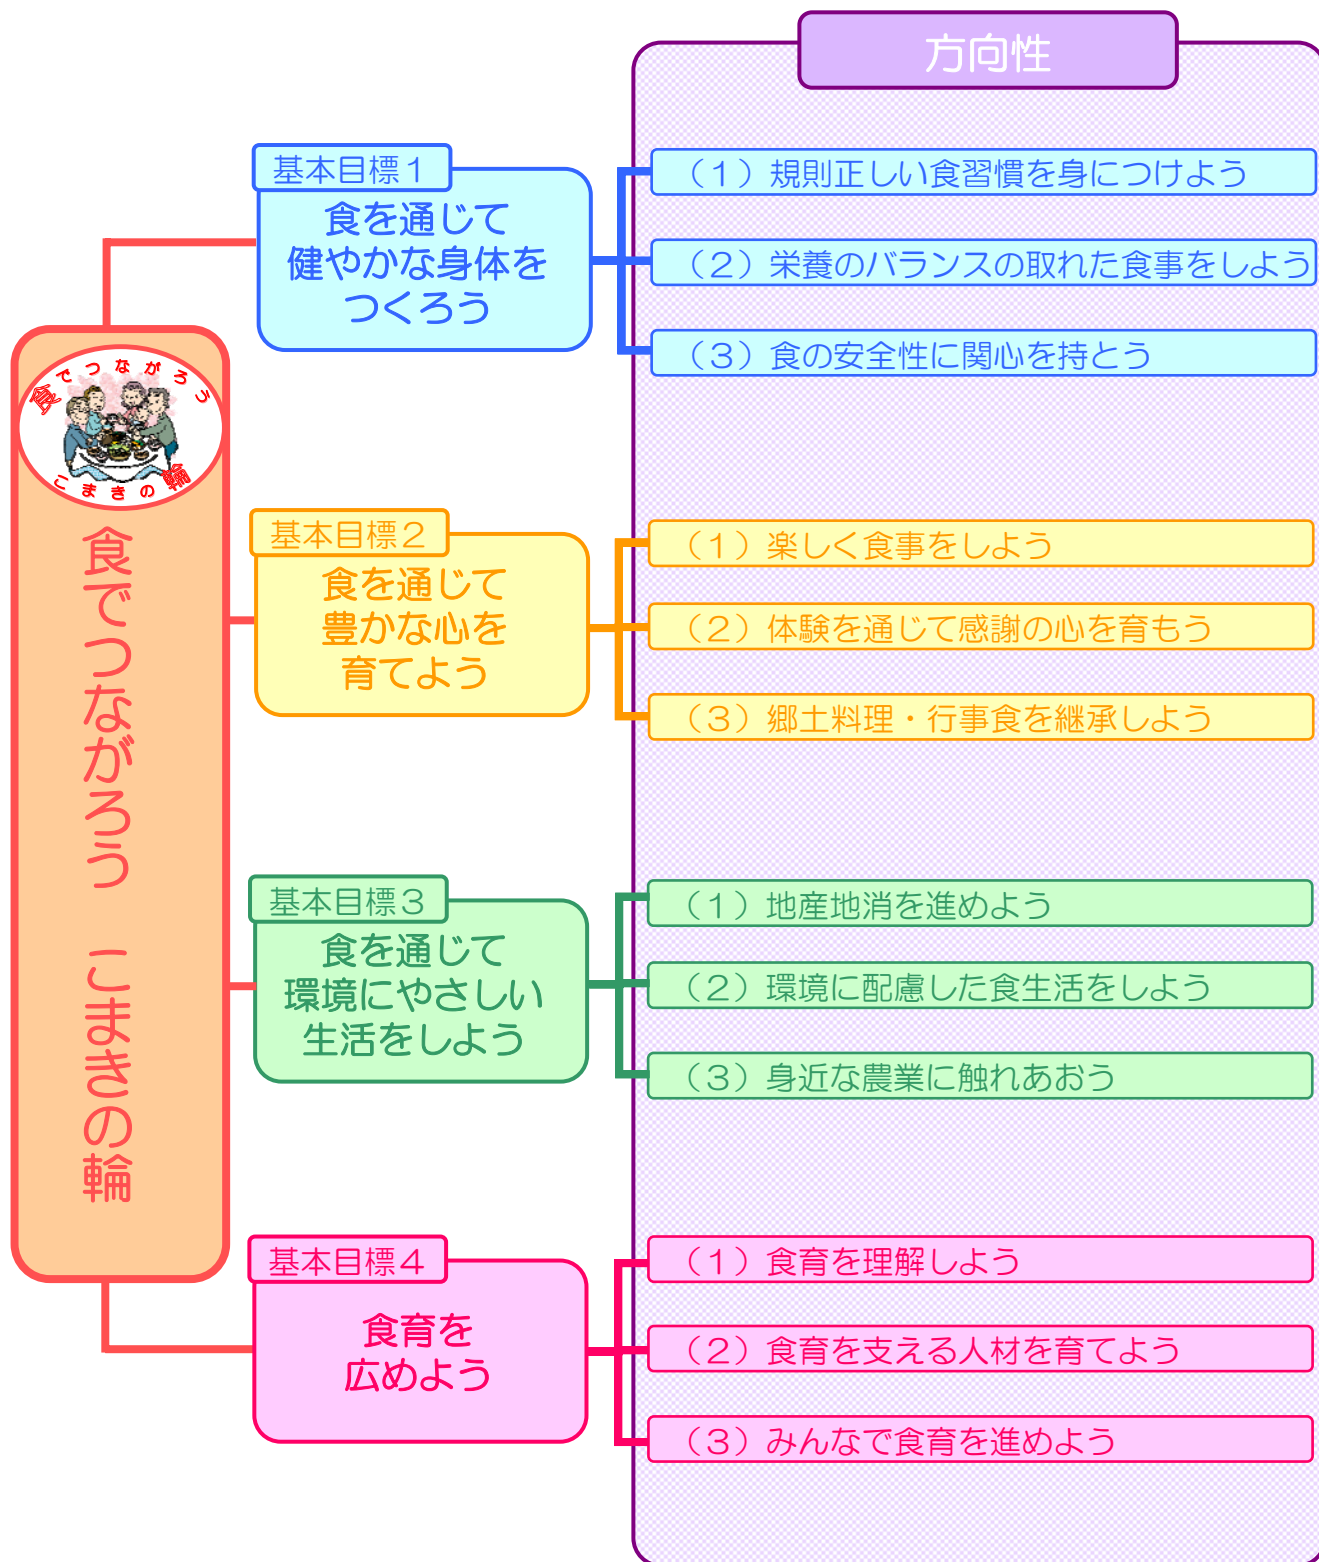 方向性
食でつながろう
こまきの輪
食でつながろう　こまきの輪
基本目標１
食を通じて
健やかな身体を
つくろう
（１）規則正しい食習慣を身につけよう
（２）栄養のバランスの取れた食事をしよう
（３）食の安全性に関心を持とう
基本目標２
食を通じて
豊かな心を
育てよう
（１）楽しく食事をしよう
（２）体験を通じて感謝の心を育もう
（３）郷土料理・行事食を継承しよう
基本目標３
食を通じて
環境にやさしい
生活をしよう
（１）地産地消を進めよう
（２）環境に配慮した食生活をしよう
（３）身近な農業に触れあおう
基本目標４
食育を
広めよう
（１）食育を理解しよう
（２）食育を支える人材を育てよう
（３）みんなで食育を進めよう